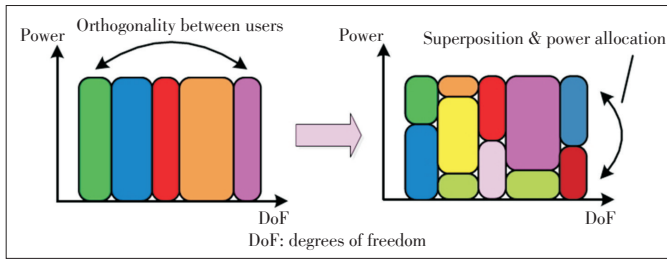 Orthogonality between users
Power
DoF
Power
Superposition & power allocation
DoF
DoF: degrees of freedom